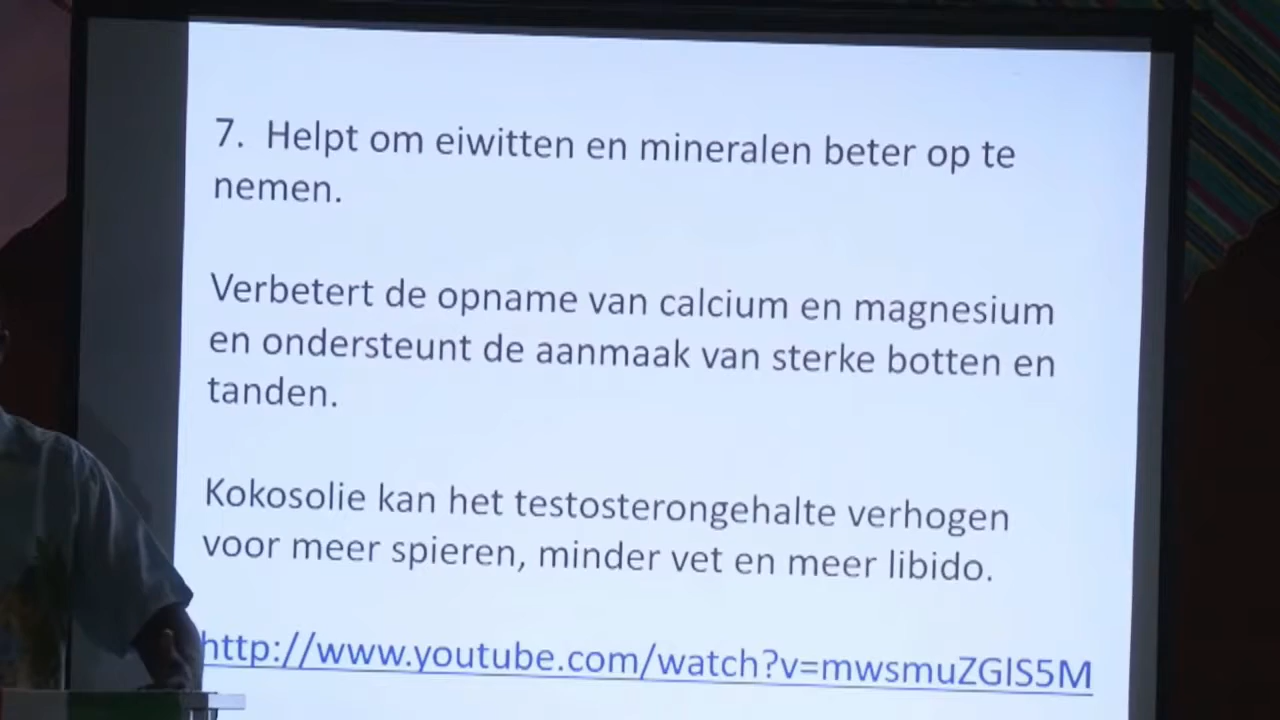 7. Helpt om eiwitten en mineralen beter op te
nemen.
Verbetert de opname van calcium en magnesium
en ondersteunt de aanmaak van sterke botten en
tanden.
Kokosolie kan het testosterongehalte verhogen
voor meer spieren, minder vet en meer libido.
http://www.youtube.com/watch?v=mwsmuZGlS5M